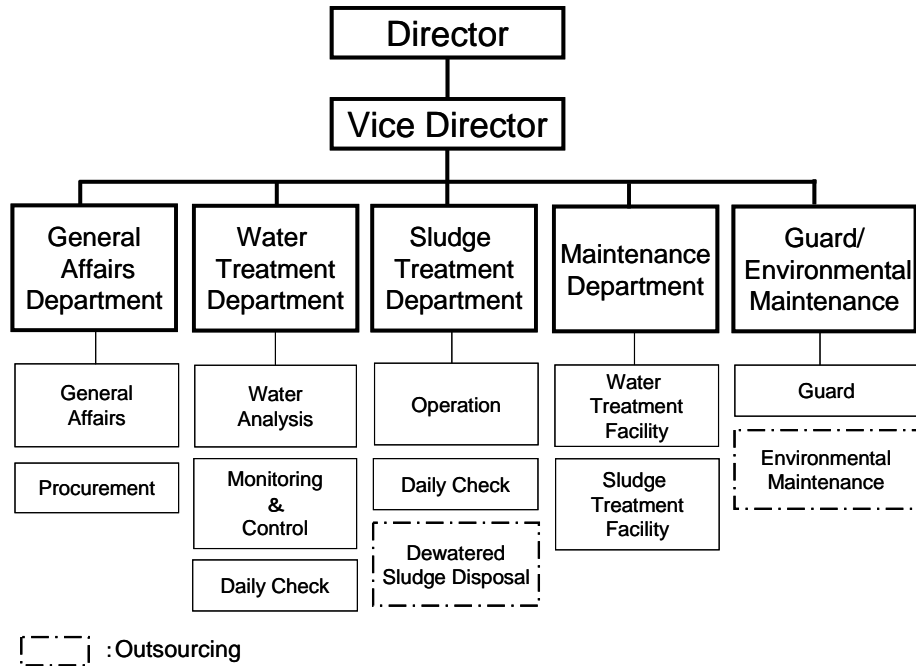 Director
Vice Director
General
Affairs
Department
Water
Treatment
Department
Sludge
Treatment
Department
Maintenance
Department
Guard/
Environmental
Maintenance
General
Affairs
Procurement
Water
Analysis
Monitoring
&
Control
Daily Check
Operation
Daily Check
Dewatered
Sludge Disposal
Water
Treatment
Facility
Sludge
Treatment
Facility
Guard
Environmental
Maintenance
: Outsourcing